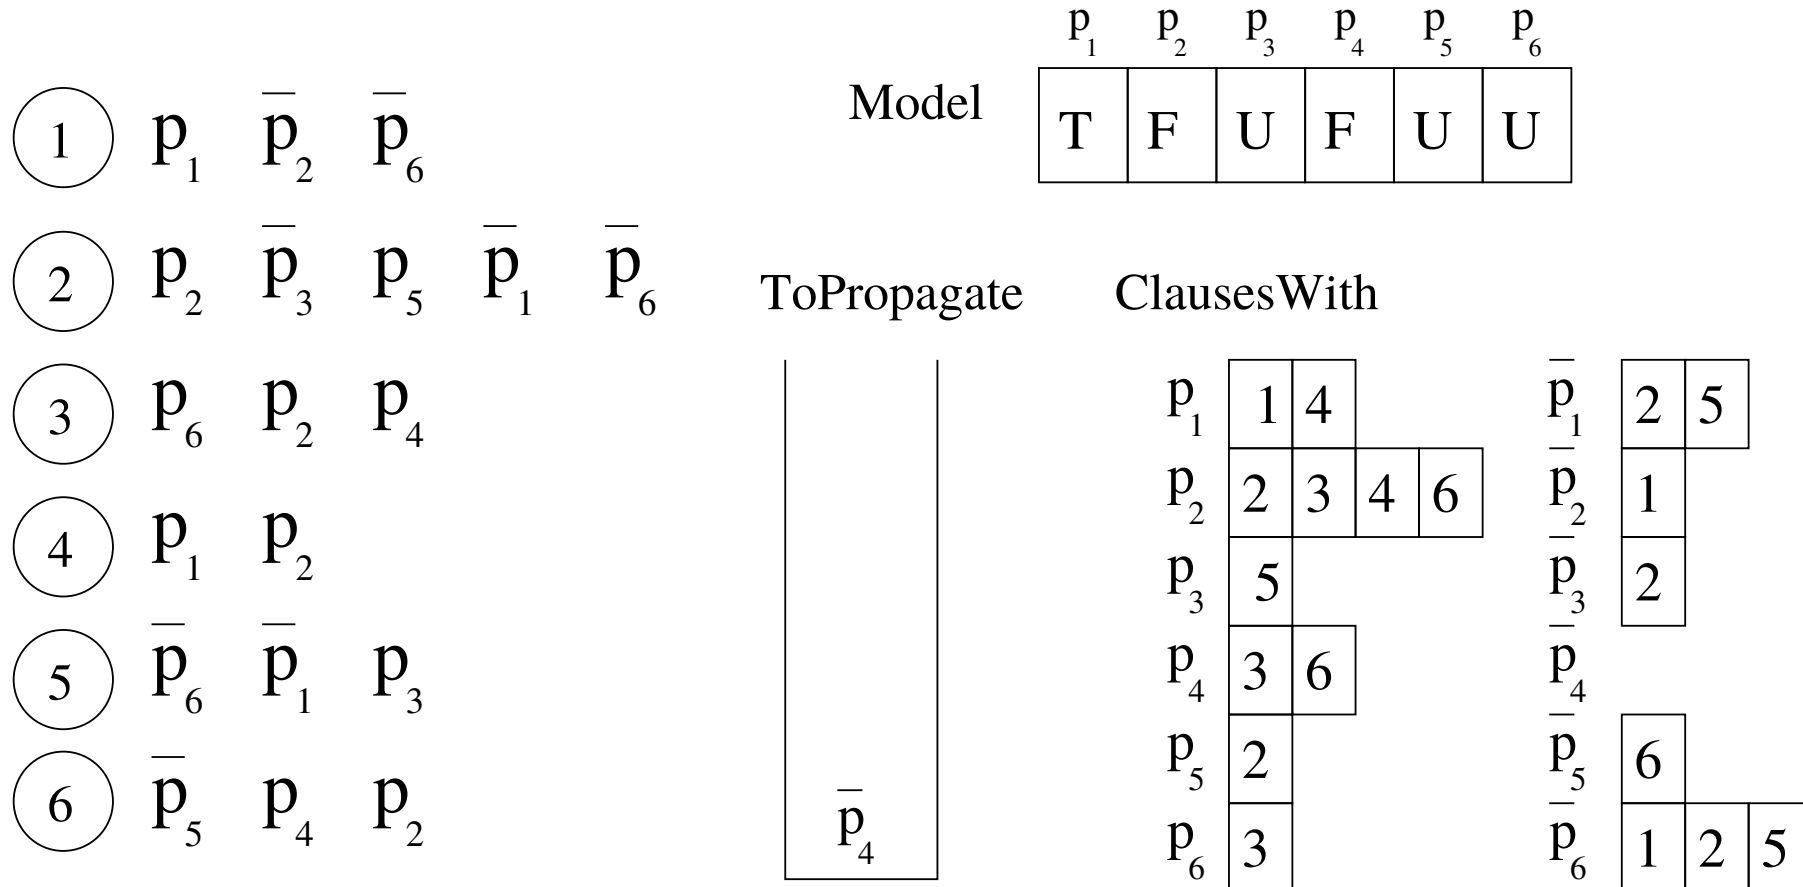 p₁ p₂ p₃ p₄ p₅ p₆
Model T F U F U U
1 p₁ p̅₂ p̅₆
2 p₂ p̅₃ p₅ p̅₁ p̅₆
3 p₆ p₂ p₄
4 p₁ p₂
5 p̅₆ p̅₁ p₃
6 p̅₅ p₄ p₂
ToPropagate
p̅₄
ClausesWith
p₁ 1 4
p₂ 2 3 4 6
p₃ 5
p₄ 3 6
p₅ 2
p₆ 3
p̅₁ 2 5
p̅₂ 1
p̅₃ 2
p̅₄
p̅₅ 6
p̅₆ 1 2 5